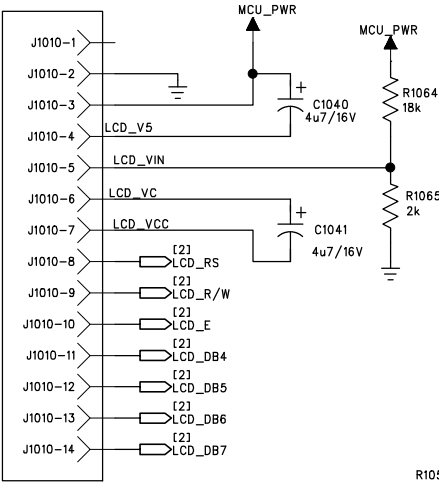 MCU_PWR
MCU_PWR
J1010-1
J1010-2
J1010-3
J1010-4
J1010-5
J1010-6
J1010-7
J1010-8
J1010-9
J1010-10
J1010-11
J1010-12
J1010-13
J1010-14
LCD_V5
LCD_VIN
LCD_VC
LCD_VCC
[2]
LCD_RS
[2]
LCD_R/W
[2]
LCD_E
[2]
LCD_DB4
[2]
LCD_DB5
[2]
LCD_DB6
[2]
LCD_DB7
+
C1040
4u7/16V
+
C1041
4u7/16V
R1064
18k
R1065
2k
R105